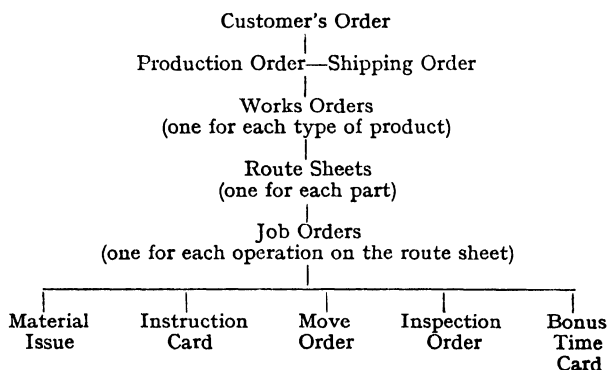 Customer's Order
Production Order—Shipping Order
Works Orders
(one for each type of product)
Route Sheets
(one for each part)
Job Orders
(one for each operation on the route sheet)
Material Issue
Instruction Card
Move Order
Inspection Order
Bonus Time Card